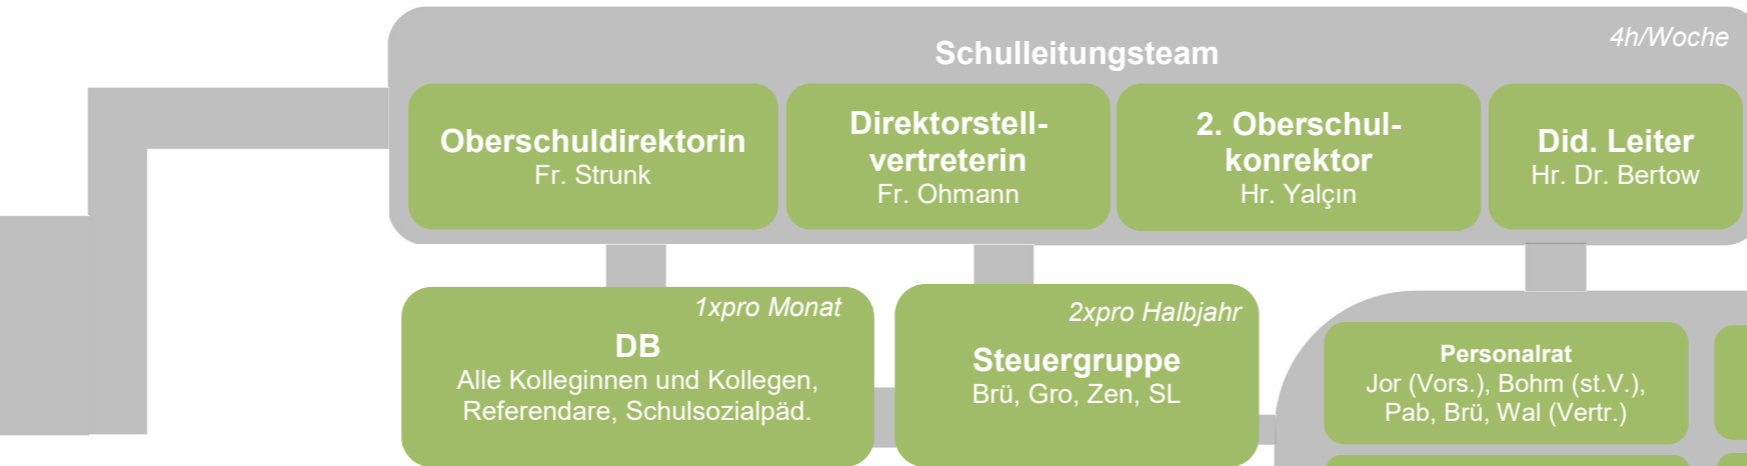 Schulleitungsteam
4h/Woche
Oberschuldirektorin
Fr. Strunk
Direktorstell-
vertreterin
Fr. Ohmann
2. Oberschul-
konrektor
Hr. Yalçın
Did. Leiter
Hr. Dr. Bertow
1xpro Monat
DB
Alle Kolleginnen und Kollegen,
Referendare, Schulsozialpäd.
2xpro Halbjahr
Steuergruppe
Brü, Gro, Zen, SL
Personalrat
Jor (Vors.), Bohm (st.V.),
Pab, Brü, Wal (Vertr.)